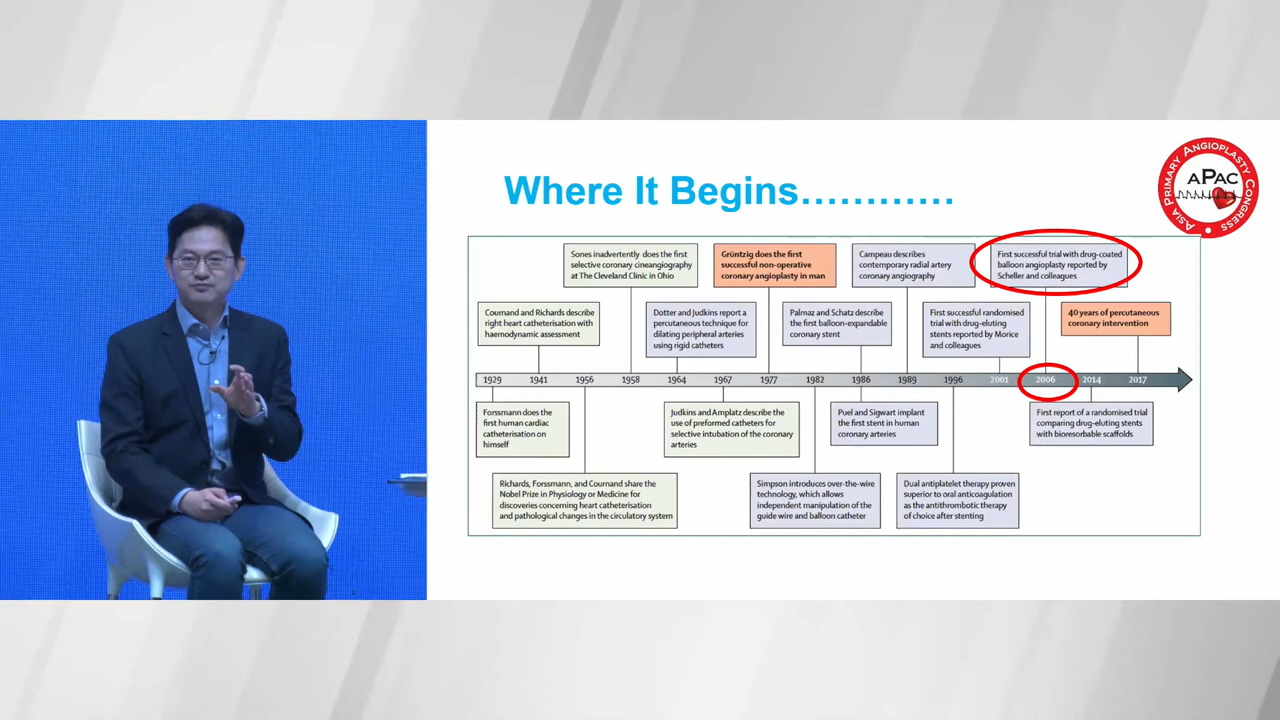 Where It Begins…………
ASIA PRIMARY ANGIOPLASTY CONGRESS
APAC
Sones inadvertently does the first
selective coronary cineangiography
at The Cleveland Clinic in Ohio
Grüntzig does the first
successful non-operative
coronary angioplasty in man
Campeau describes
contemporary radial artery
coronary angiography
First successful trial with drug-coated
balloon angioplasty reported by
Scheller and colleagues
Cournand and Richards describe
right heart catheterisation with
haemodynamic assessment
Dotter and Judkins report a
percutaneous technique for
dilating peripheral arteries
using rigid catheters
Palmaz and Schatz describe
the first balloon-expandable
coronary stent
First successful randomised
trial with drug-eluting
stents reported by Morice
and colleagues
40 years of percutaneous
coronary intervention
1929 1941 1956 1958 1964 1967 1977 1982 1986 1989 1996 2001 2006 2014 2017
Forssmann does the
first human cardiac
catheterisation on
himself
Judkins and Amplatz describe the
use of preformed catheters for
selective intubation of the coronary
arteries
Puel and Sigwart implant
the first stent in human
coronary arteries
First report of a randomised trial
comparing drug-eluting stents
with bioresorbable scaffolds
Richards, Forssmann, and Cournand share the
Nobel Prize in Physiology or Medicine for
discoveries concerning heart catheterisation
and pathological changes in the circulatory system
Simpson introduces over-the-wire
technology, which allows
independent manipulation of the
guide wire and balloon catheter
Dual antiplatelet therapy proven
superior to oral anticoagulation
as the antithrombotic therapy
of choice after stenting